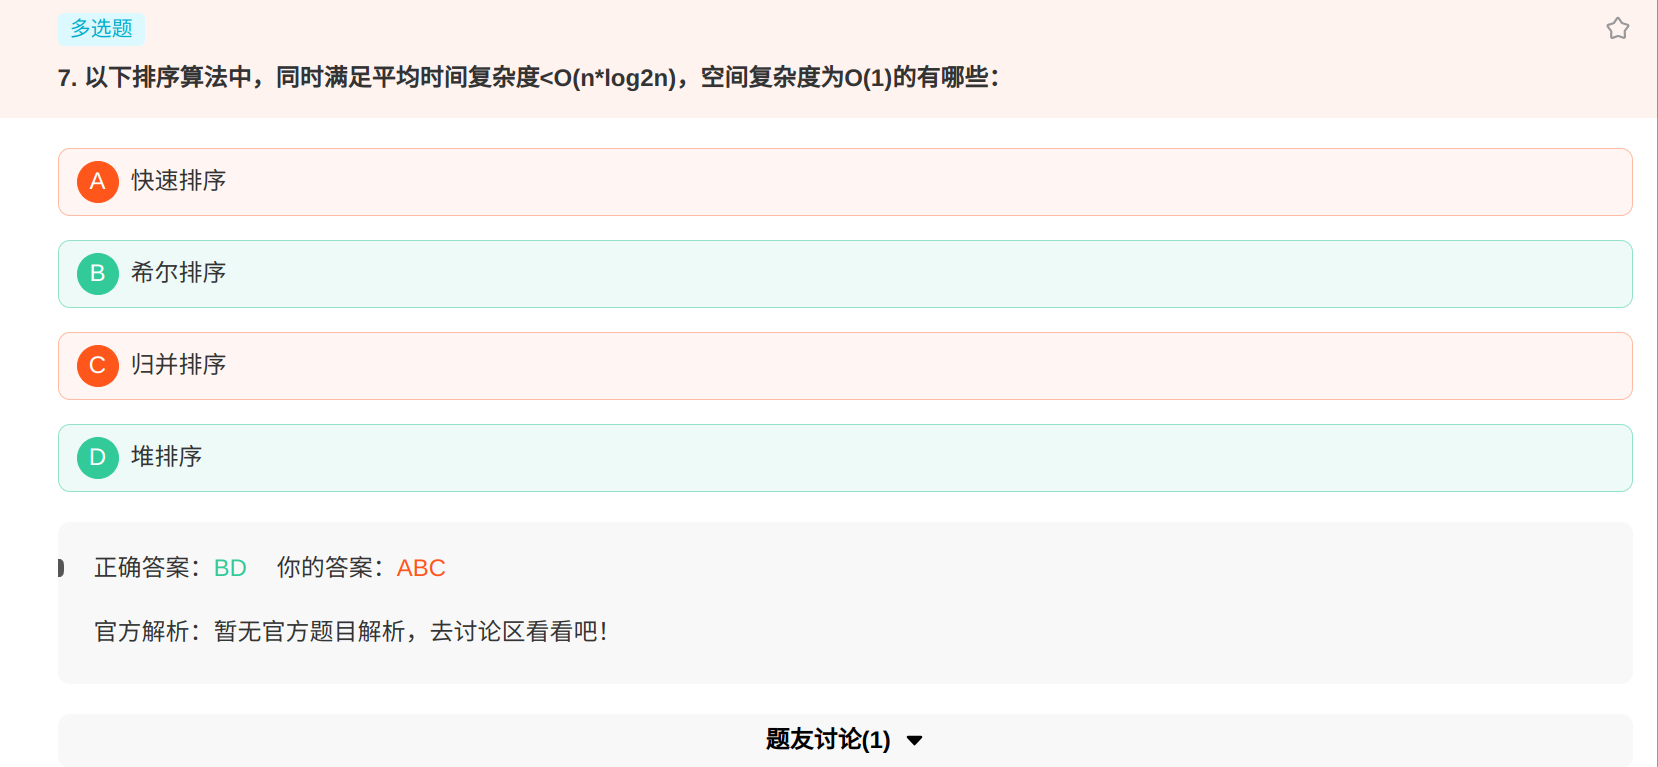 多选题
7. 以下排序算法中，同时满足平均时间复杂度<O(n*log2n)，空间复杂度为O(1)的有哪些：
A 快速排序
B 希尔排序
C 归并排序
D 堆排序
正确答案：BD 你的答案：ABC
官方解析：暂无官方题目解析，去讨论区看看吧！
题友讨论(1)